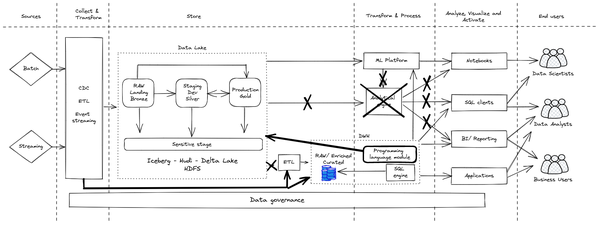 Sources
Collect &
Transform
Store
Transform & Process
Analyze, Visualize and
Activate
End users
Data Lake
Batch
Streaming
CDC
ETL
Event
streaming
RAW
Landing
Bronze
Staging
Dev
Silver
Production
Gold
Sensitive stage
Iceberg - Hudi - Delta Lake
HDFS
ML Platform
DWH
Programming
language module
SQL
engine
ETL
RAW/ Enriched
Curated
Notebooks
SQL clients
BI/ Reporting
Applications
Data Scientists
Data Analysts
Business Users
Data governance